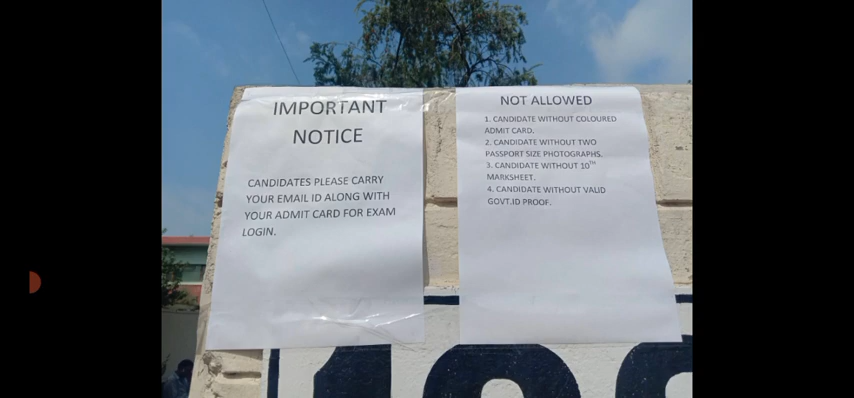 IMPORTANT
NOTICE
CANDIDATES PLEASE CARRY
YOUR EMAIL ID ALONG WITH
YOUR ADMIT CARD FOR EXAM
LOGIN.
NOT ALLOWED
1. CANDIDATE WITHOUT COLOURED
ADMIT CARD.
2. CANDIDATE WITHOUT TWO
PASSPORT SIZE PHOTOGRAPHS.
3. CANDIDATE WITHOUT 10TH
MARKSHEET.
4. CANDIDATE WITHOUT VALID
GOVT.ID PROOF.